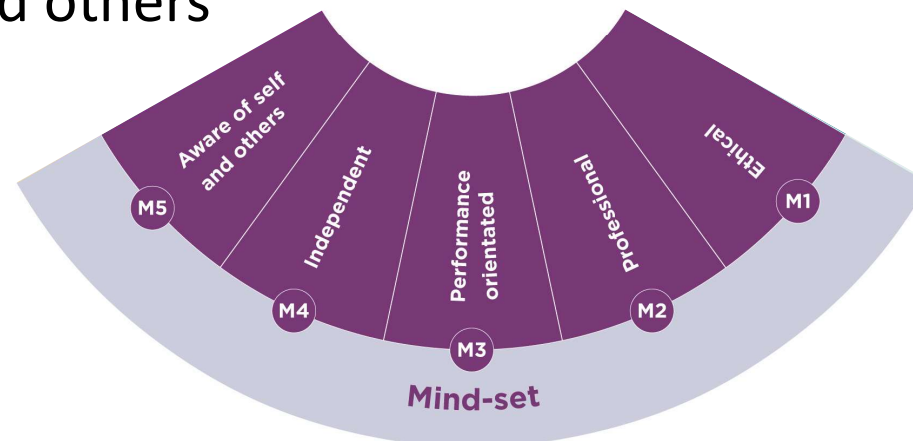 d others
Aware of self
and others
M5
Independent
M4
Performance
orientated
M3
Professional
M2
Ethical
M1
Mind-set